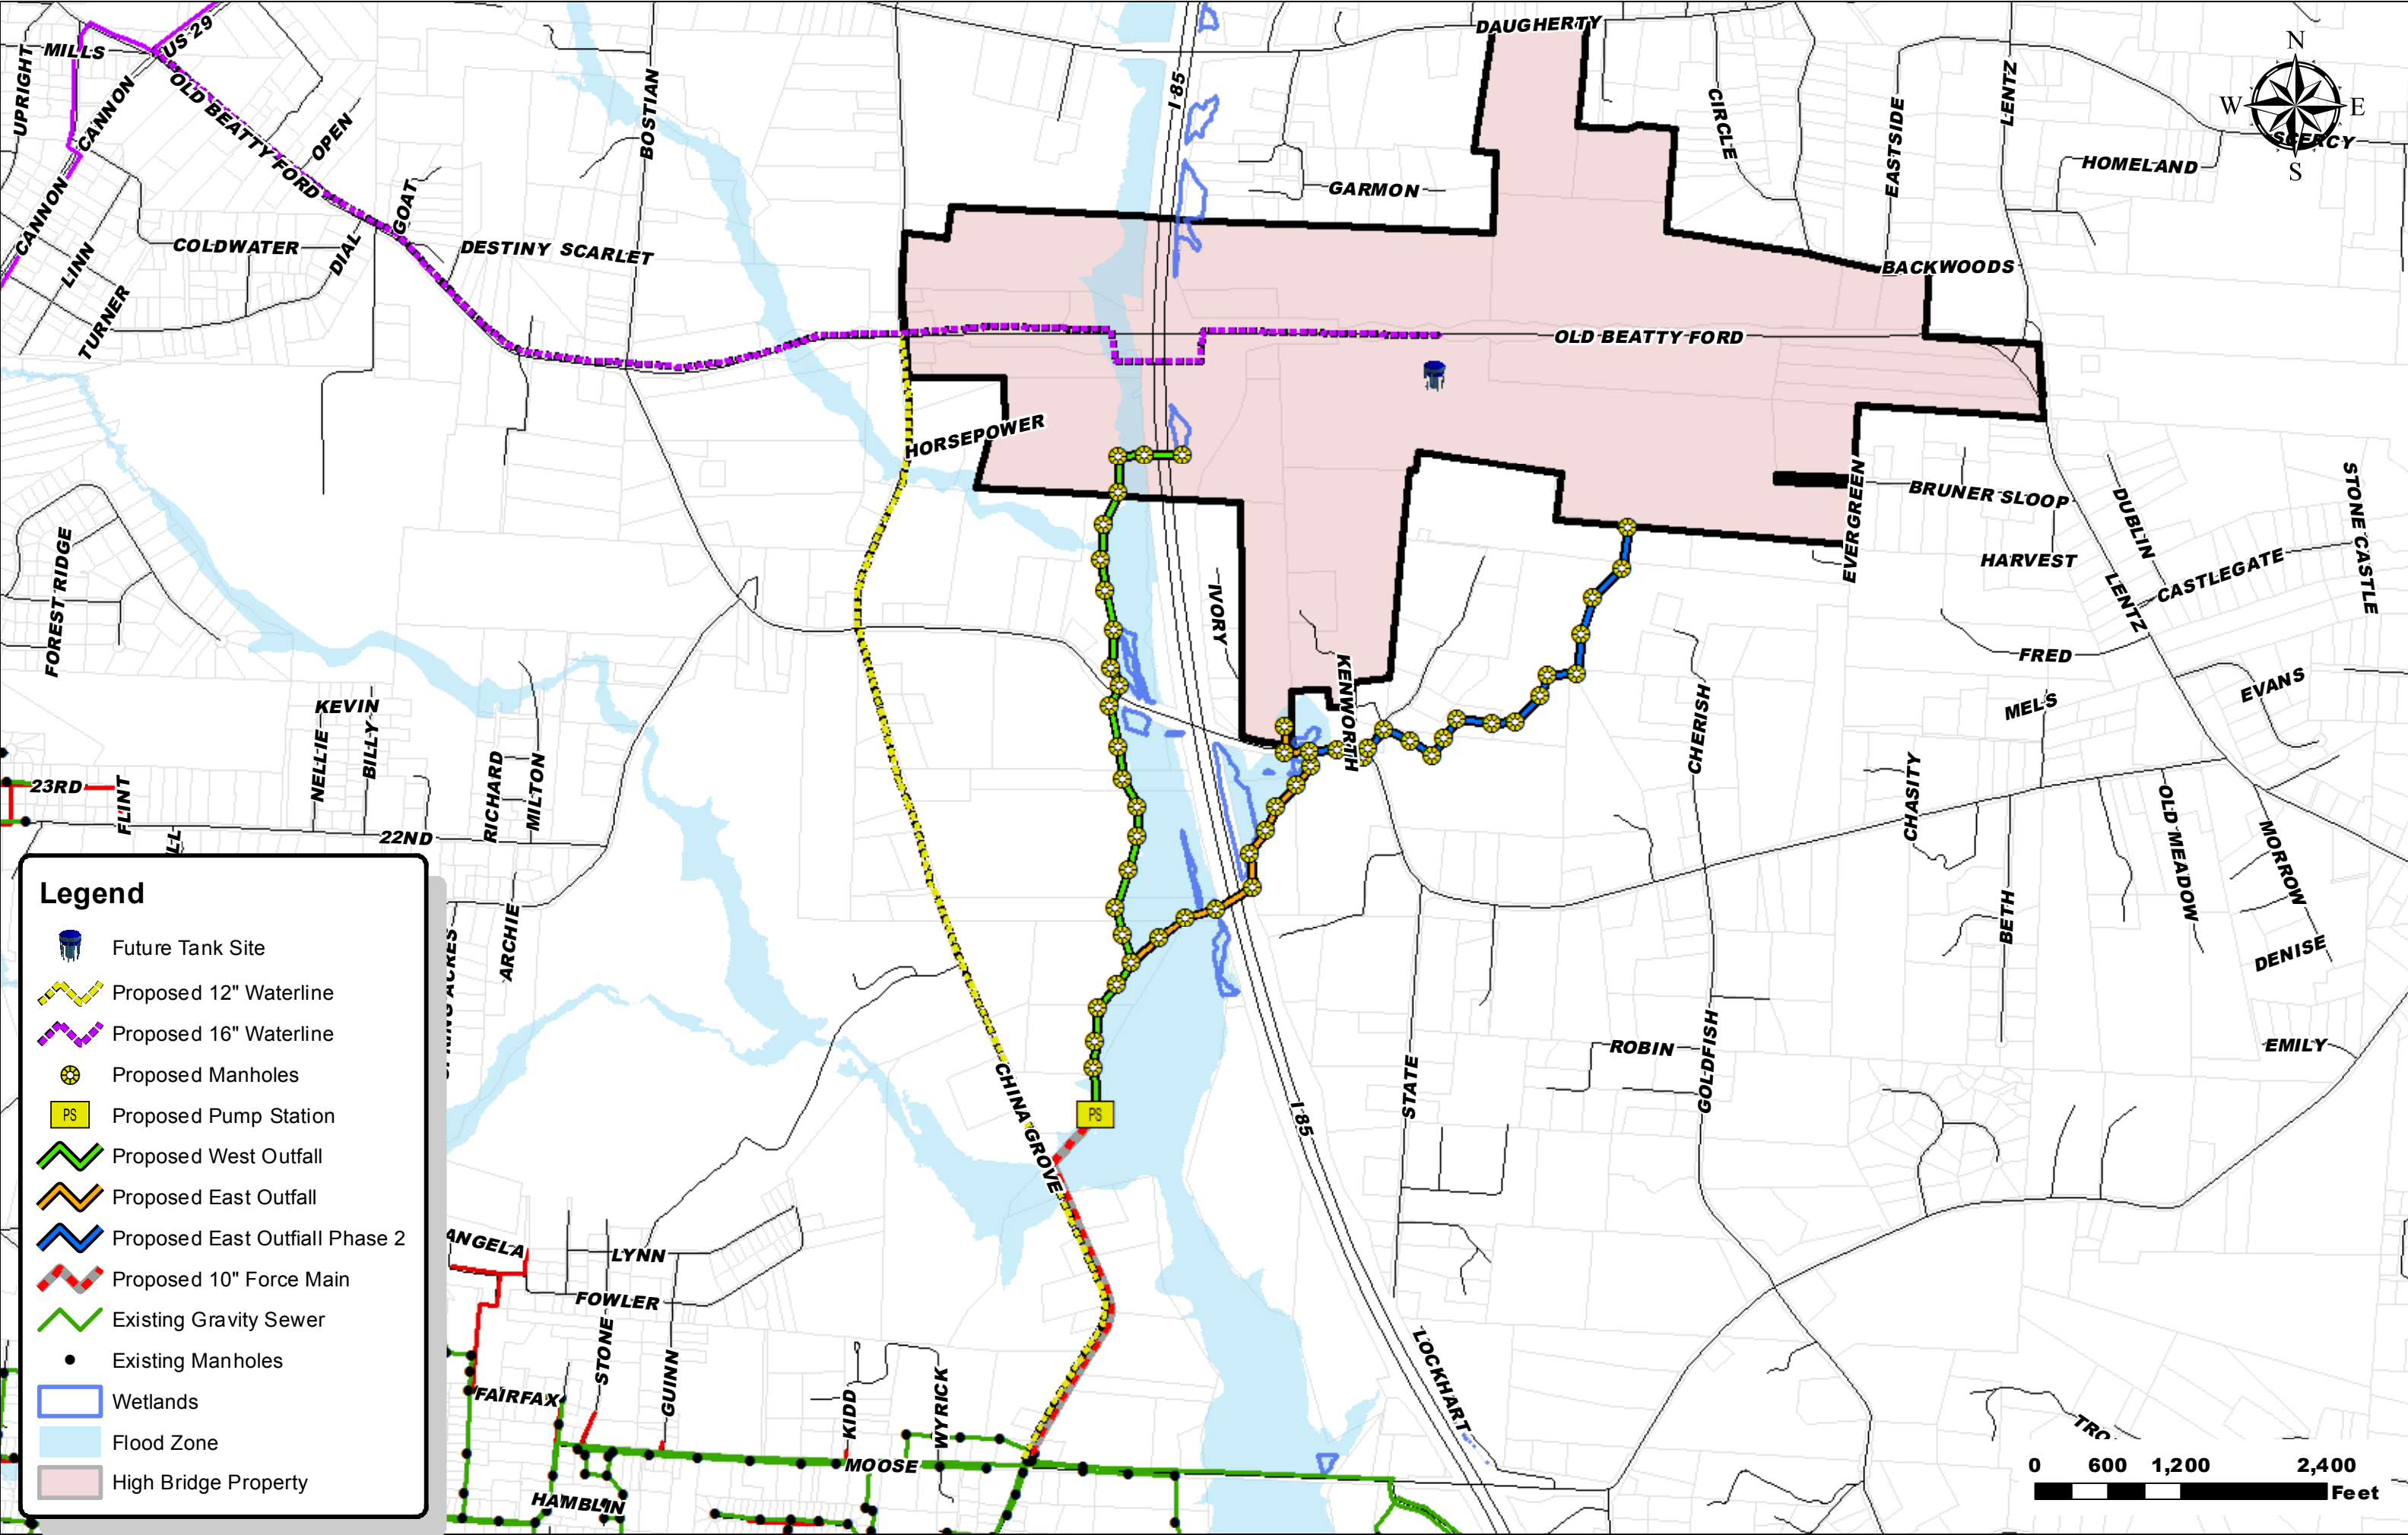 DAUGHERTY
US 29
MILLS
UPRIGHT
CANNON
OLD BEATTY FORD
OPEN
BOSTIAN
I 85
CIRCLE
EASTSIDE
LENTZ
N
W
E
S
SCERCY
HOMELAND
GARMON
CANNON
LINN
TURNER
COLDWATER
DIAL
GOAT
DESTINY SCARLET
BACKWOODS
OLD BEATTY FORD
HORSEPOWER
EVERGREEN
BRUNER SLOOP
HARVEST
DUBLIN
STONE CASTLE
CASTLEGATE
LENTZ
FOREST RIDGE
IVORY
KENWORTH
CHERISH
FRED
MELS
EVANS
KEVIN
NELLIE
BILLY
RICHARD
MILTON
23RD
FLINT
22ND
CHASITY
OLD MEADOW
MORROW
BETH
DENISE
ARCHIE
CHINA GROVE
PS
I 85
STATE
ROBIN
GOLDFISH
EMILY
ANGELA
LYNN
FOWLER
STONE
GUINN
FAIRFAX
KIDD
WYRICK
MOOSE
HAMBLIN
LOCKHART
Legend
Future Tank Site
Proposed 12" Waterline
Proposed 16" Waterline
Proposed Manholes
PS Proposed Pump Station
Proposed West Outfall
Proposed East Outfall
Proposed East Outfiall Phase 2
Proposed 10" Force Main
Existing Gravity Sewer
Existing Manholes
Wetlands
Flood Zone
High Bridge Property
0 600 1,200 2,400
Feet